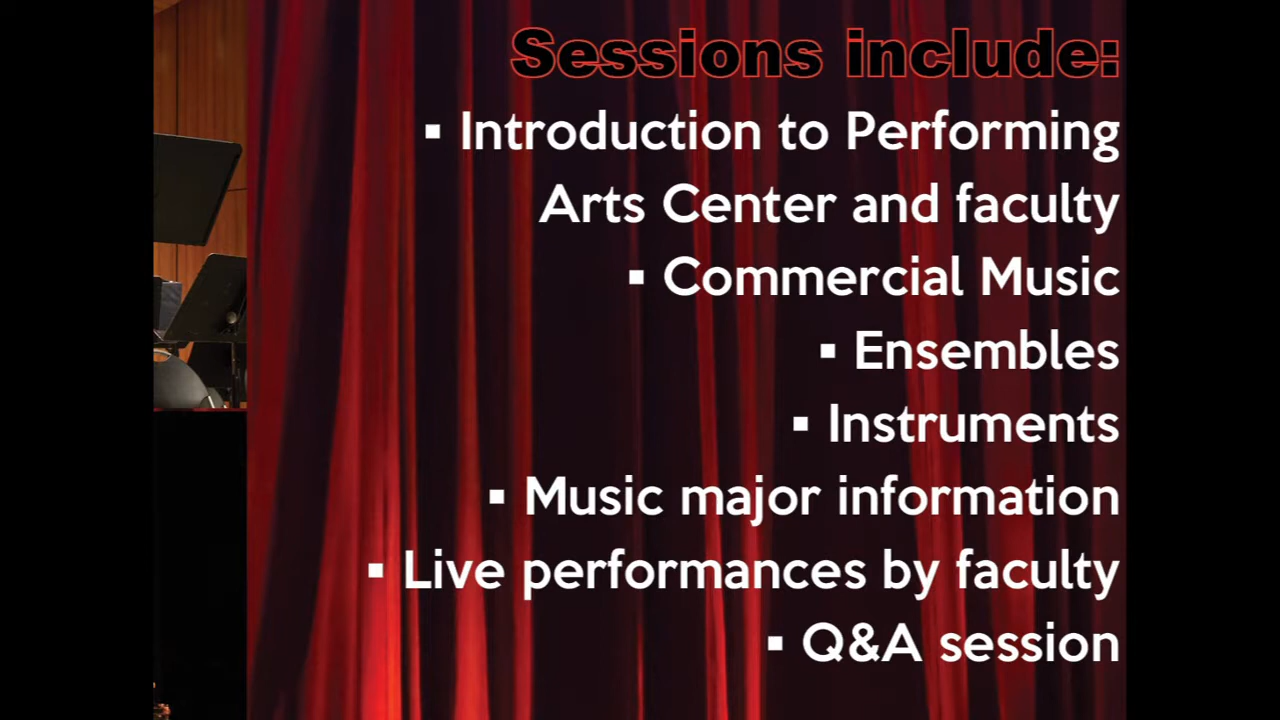 Sessions include:
▪ Introduction to Performing
Arts Center and faculty
▪ Commercial Music
▪ Ensembles
▪ Instruments
▪ Music major information
▪ Live performances by faculty
▪ Q&A session